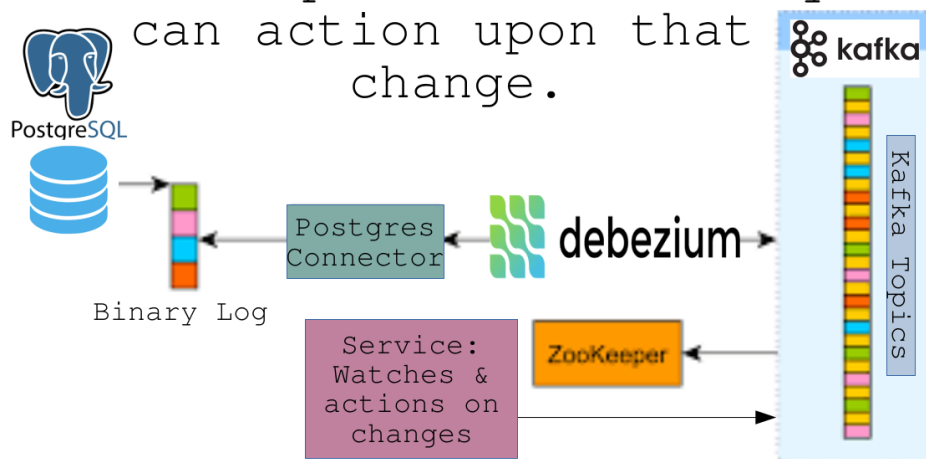 can action upon that
change.
kafka
PostgreSQL
Kafka Topics
Postgres
Connector
debezium
Binary Log
Service:
Watches &
actions on
changes
ZooKeeper